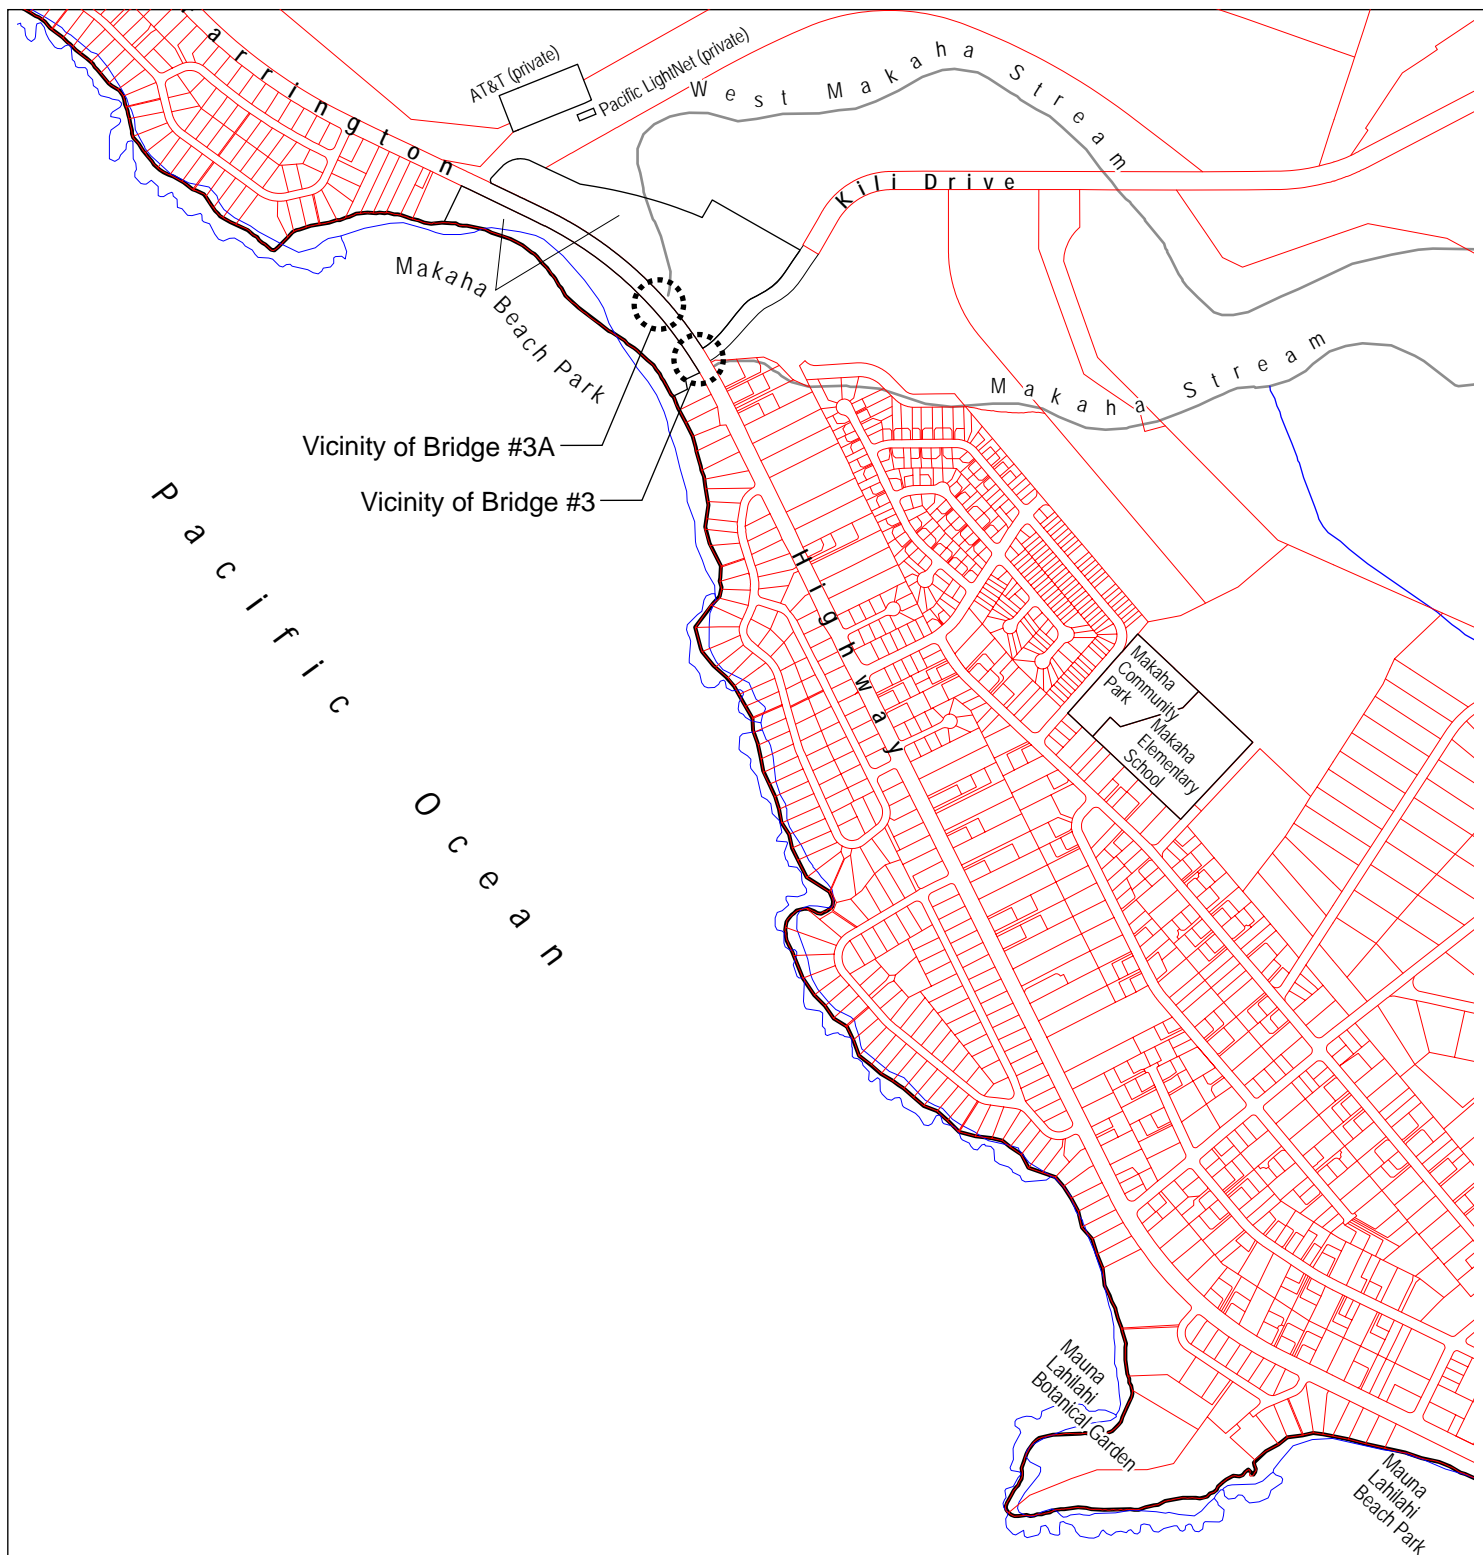 arrington
AT&T (private)
Pacific LightNet (private)
West Makaha Stream
Kili Drive
Makaha Beach Park
Makaha Stream
Vicinity of Bridge #3A
Vicinity of Bridge #3
Pacific Ocean
Highway
Makaha
Community
Park
Makaha
Elementary
School
Mauna
Lahilahi
Botanical Garden
Mauna
Lahilahi
Beach Park